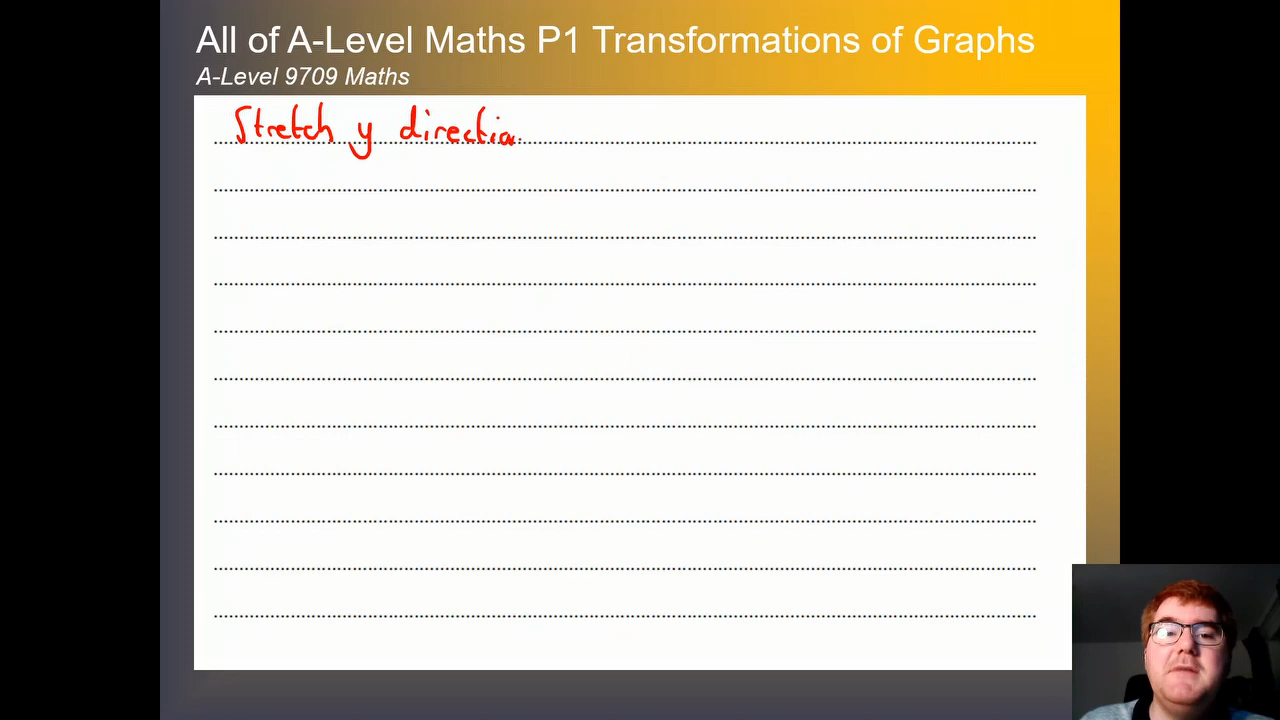 All of A-Level Maths P1 Transformations of Graphs
A-Level 9709 Maths
Stretch y directio